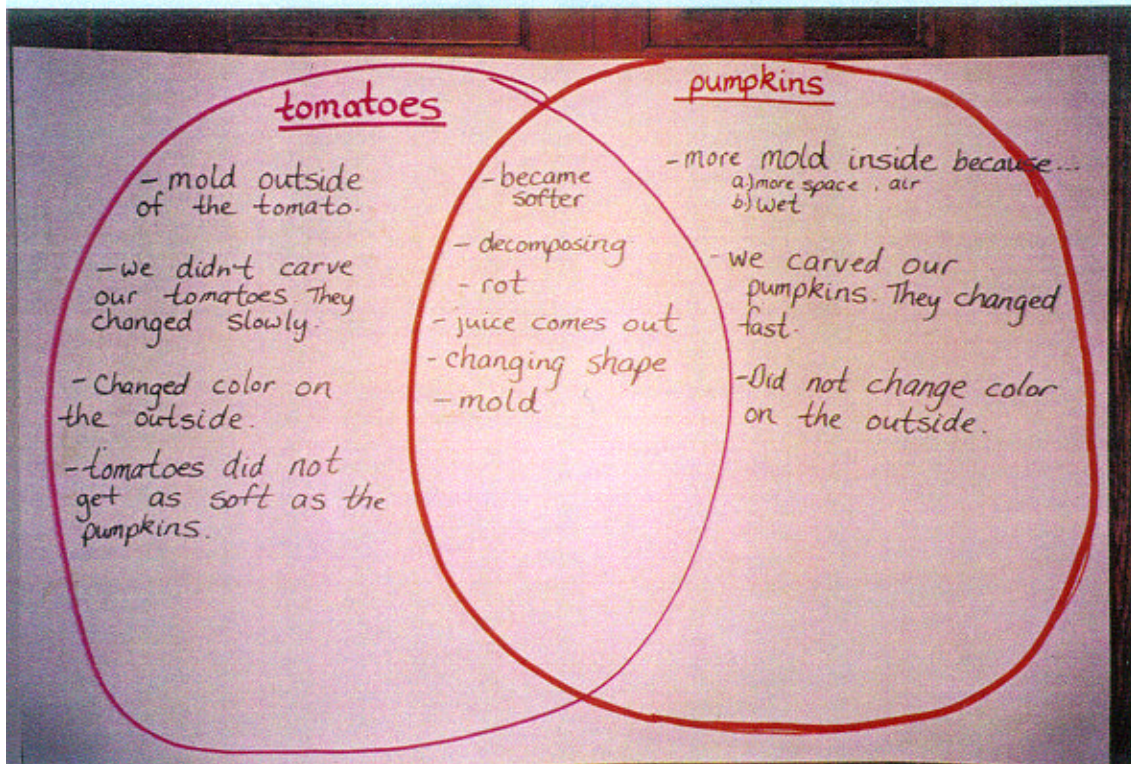 tomatoes
- mold outside
of the tomato.
- we didn't carve
our tomatoes. They
changed slowly.
- Changed color on
the outside.
- tomatoes did not
get as soft as the
pumpkins.
- became
softer
- decomposing
- rot
- juice comes out
- changing shape
- mold
pumpkins
- more mold inside because...
a) more space, air
b) wet
- we carved our
pumpkins. They changed
fast.
- Did not change color
on the outside.